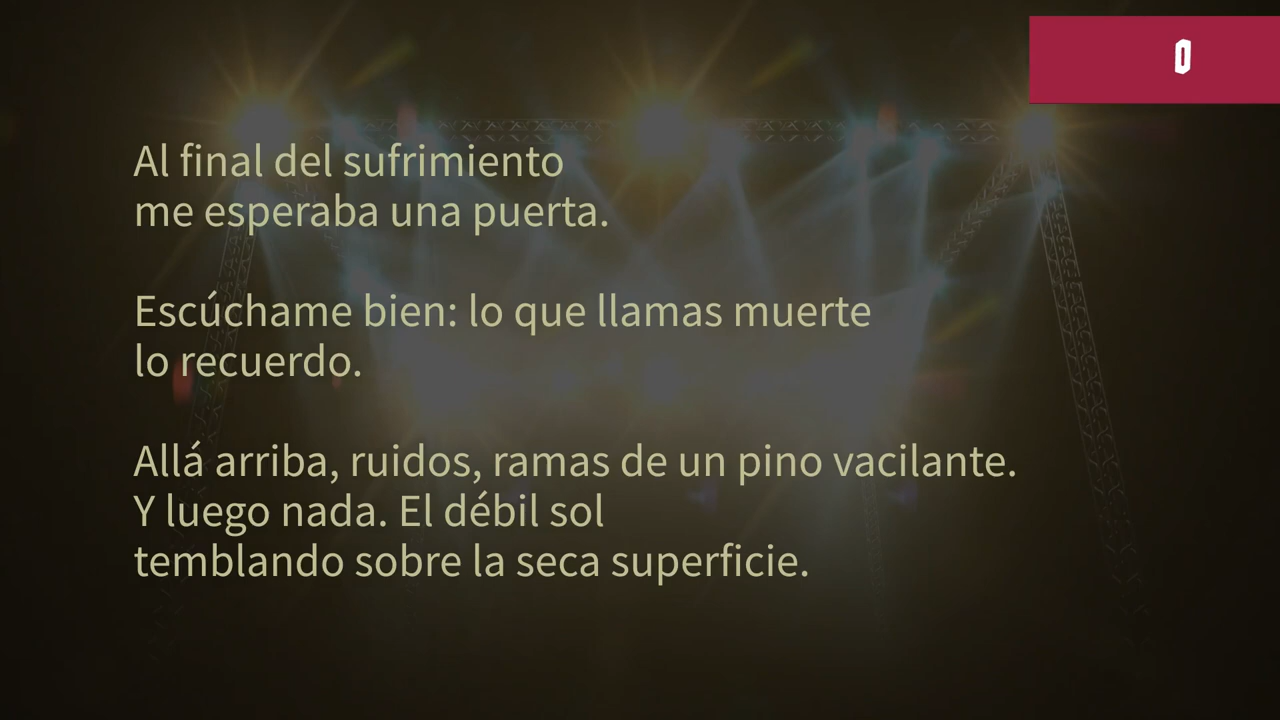 0
Al final del sufrimiento
me esperaba una puerta.
Escúchame bien: lo que llamas muerte
lo recuerdo.
Allá arriba, ruidos, ramas de un pino vacilante.
Y luego nada. El débil sol
temblando sobre la seca superficie.